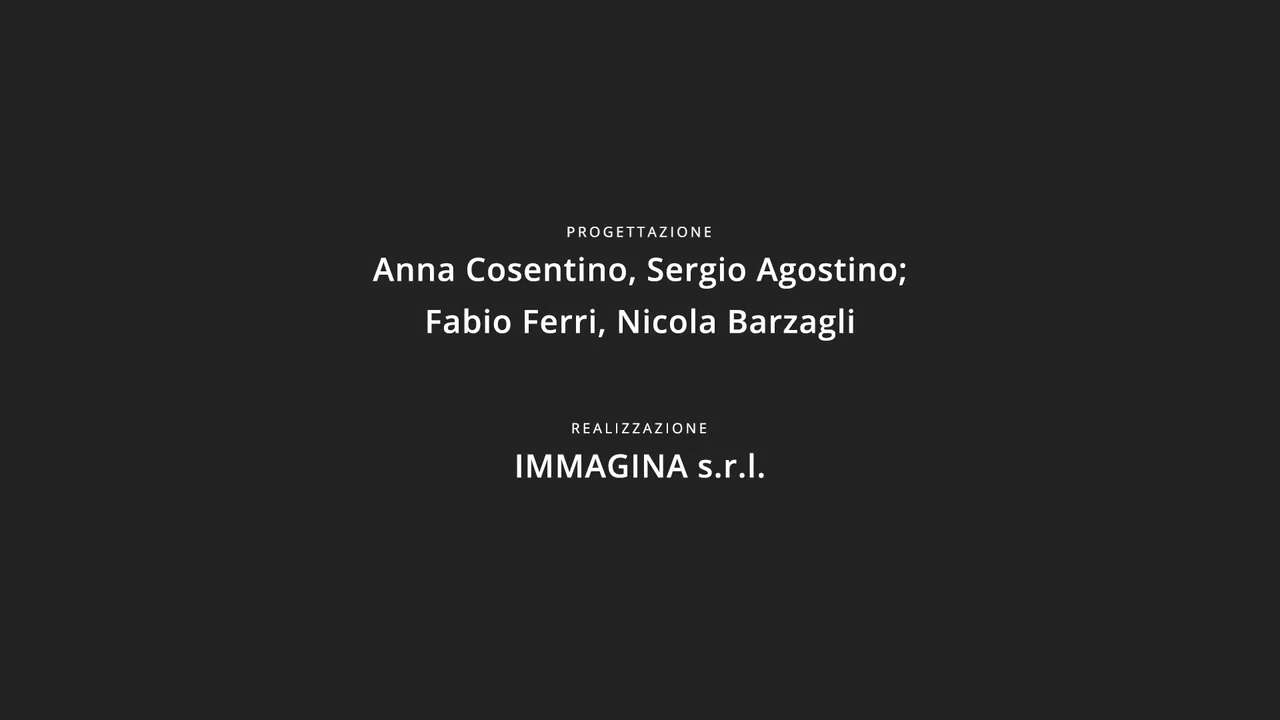 PROGETTAZIONE
Anna Cosentino, Sergio Agostino;
Fabio Ferri, Nicola Barzagli
REALIZZAZIONE
IMMAGINA s.r.l.